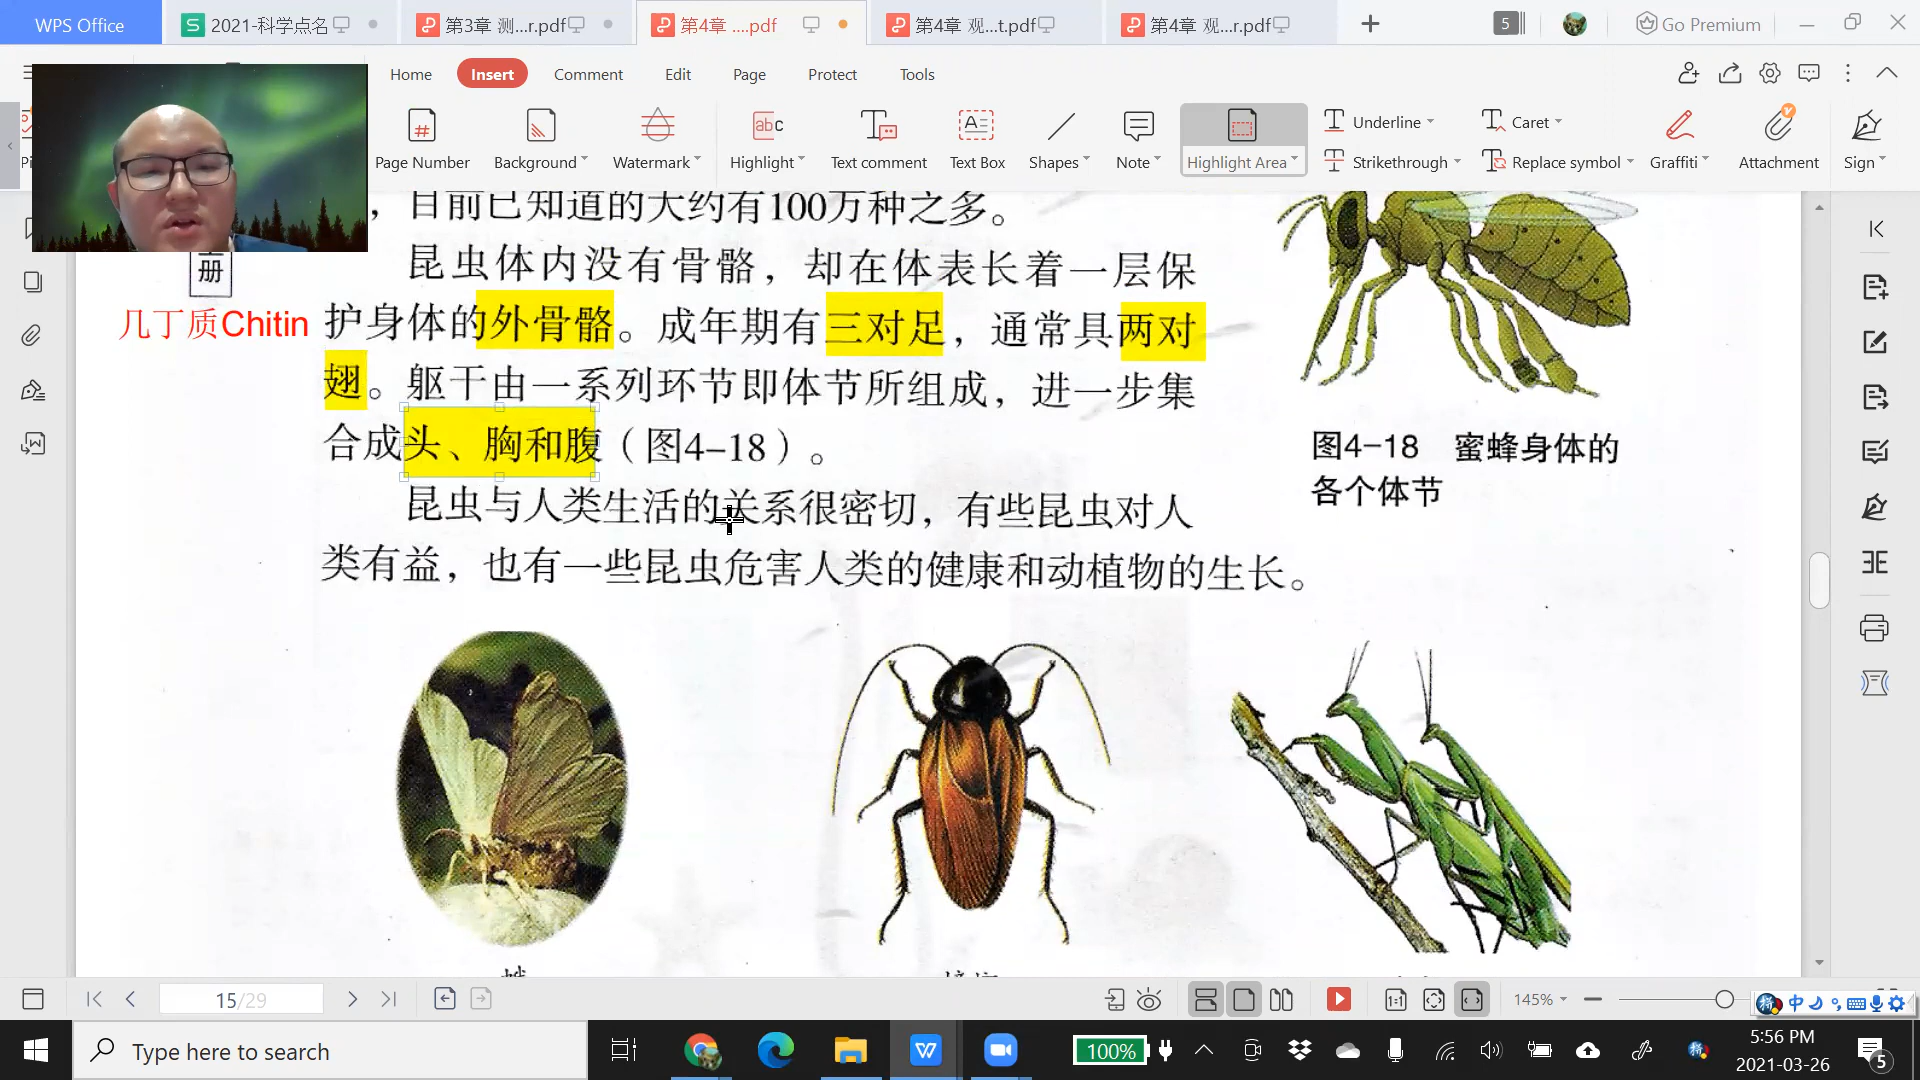 WPS Office
2021-科学点名
第3章 测...r.pdf
第4章 ....pdf
第4章 观...t.pdf
第4章 观...r.pdf
5
Go Premium
Home
Insert
Comment
Edit
Page
Protect
Tools
Page Number
Background
Watermark
Highlight
Text comment
Text Box
Shapes
Note
Highlight Area
Underline
Strikethrough
Caret
Replace symbol
Graffiti
Attachment
Sign
，目前已知道的大约有100万种之多。
昆虫体内没有骨骼，却在体表长着一层保
护身体的外骨骼。成年期有三对足，通常具两对
翅。躯干由一系列环节即体节所组成，进一步集
合成头、胸和腹（图4-18）。
昆虫与人类生活的关系很密切，有些昆虫对人
类有益，也有一些昆虫危害人类的健康和动植物的生长。
册
几丁质Chitin
图4-18 蜜蜂身体的
各个体节
15/29
145%
中
Type here to search
100%
5:56 PM
2021-03-26
5